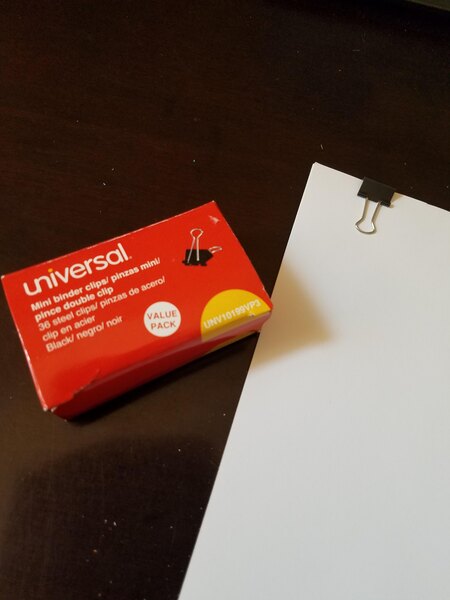 universal
Mini binder clips/ pinzas mini/
pince double clip
36 steel clips/ pinzas de acero/
clip en acier
Black/ negro/ noir
VALUE
PACK
UNV10199VP3